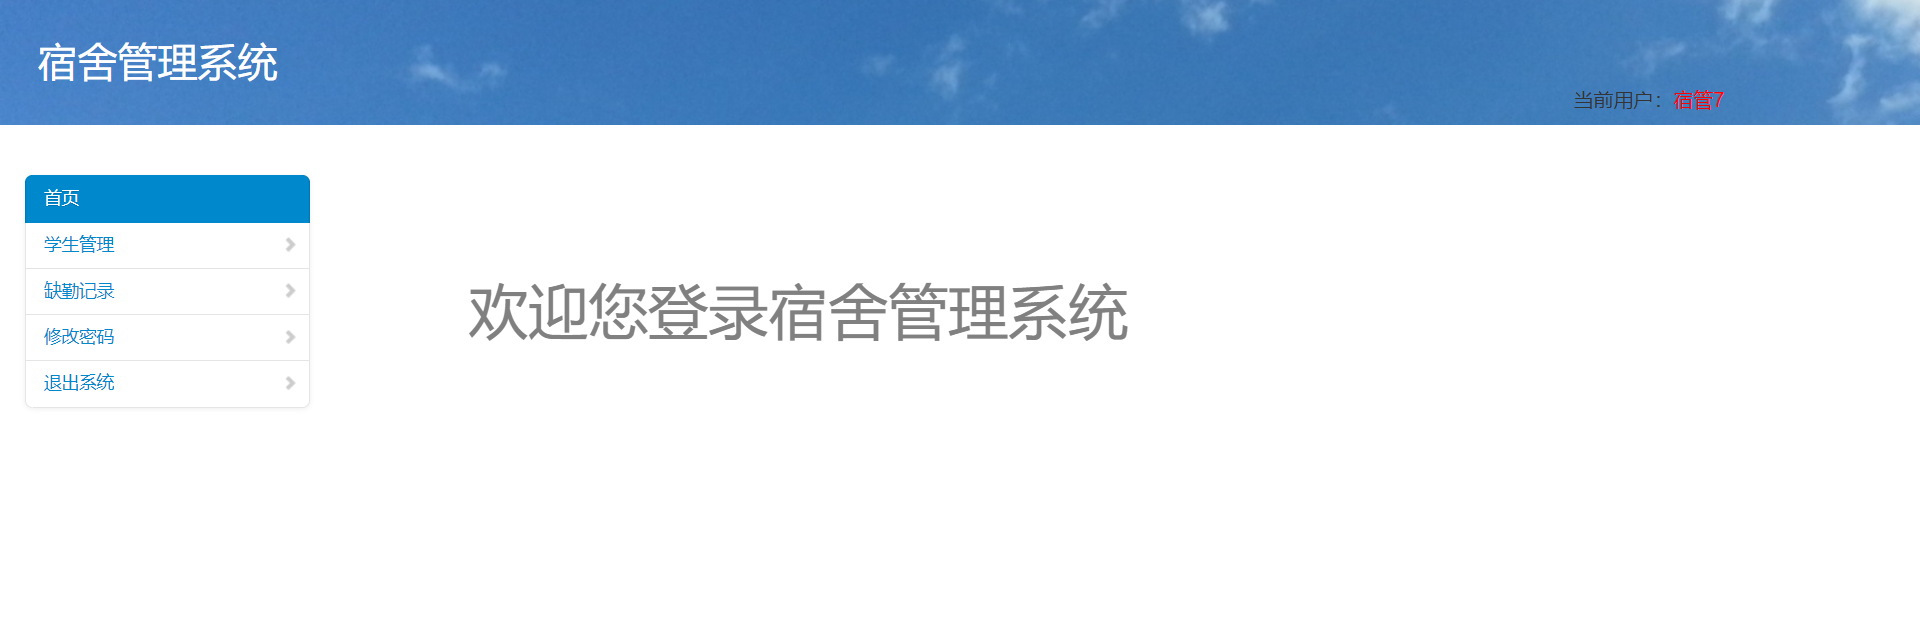 宿舍管理系统
当前用户：宿管7
首页
学生管理
缺勤记录
修改密码
退出系统
欢迎您登录宿舍管理系统